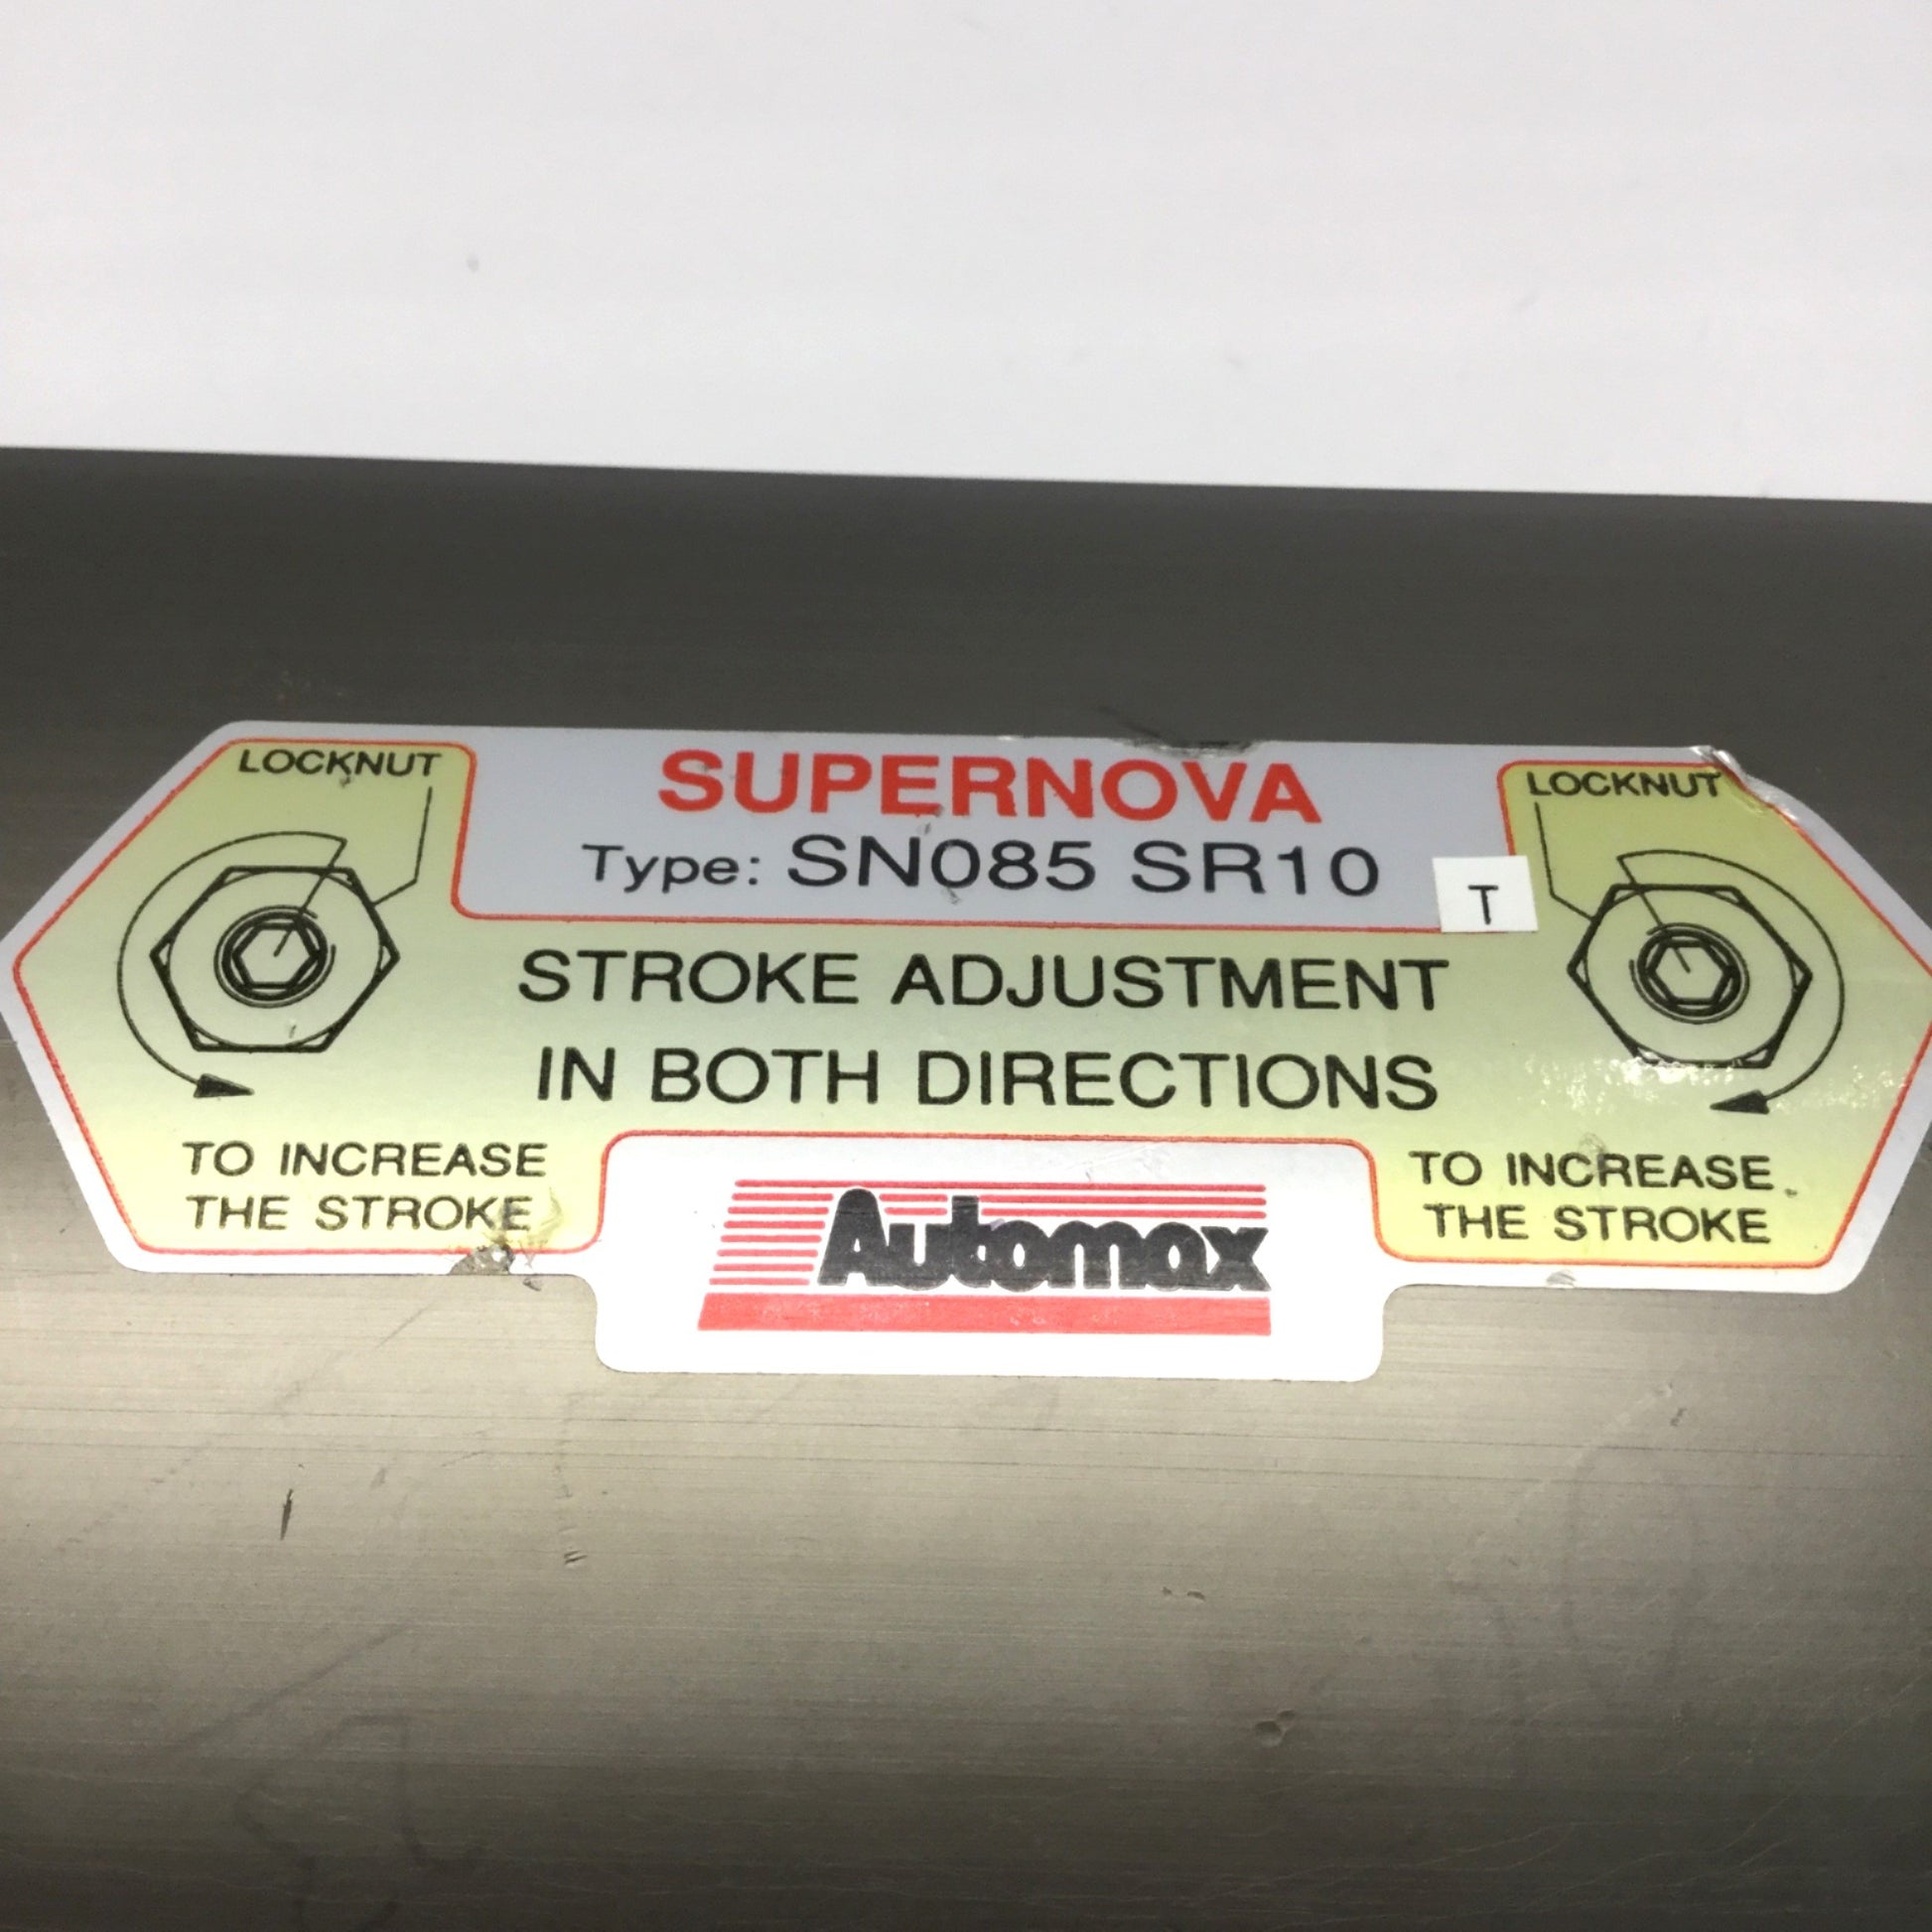 LOCKNUT
SUPERNOVA
LOCKNUT
Type: SN085 SR10 T
STROKE ADJUSTMENT
IN BOTH DIRECTIONS
TO INCREASE
THE STROKE
TO INCREASE
THE STROKE
Automax